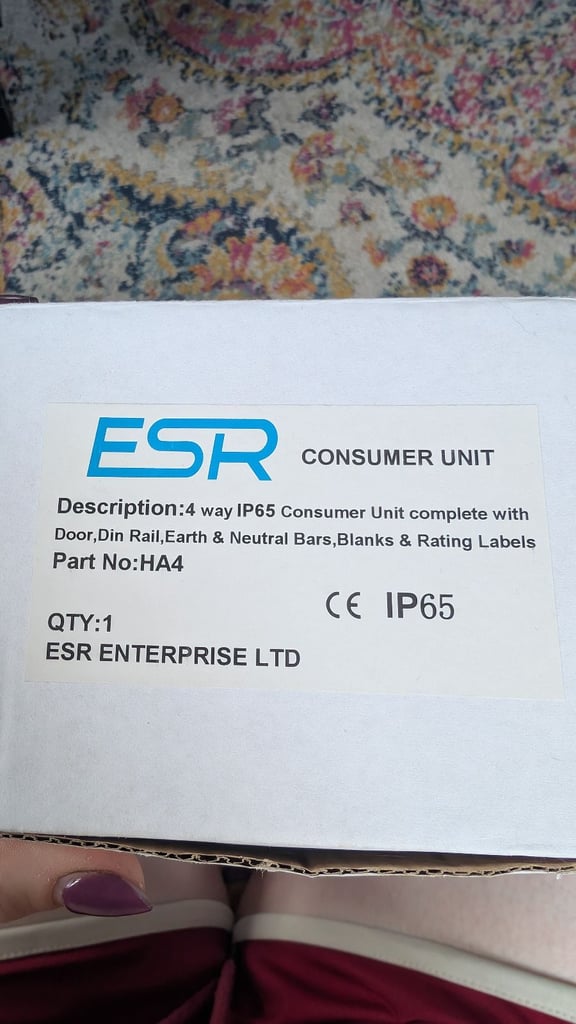 ESR CONSUMER UNIT
Description:4 way IP65 Consumer Unit complete with
Door,Din Rail,Earth & Neutral Bars,Blanks & Rating Labels
Part No:HA4
CE IP65
QTY:1
ESR ENTERPRISE LTD